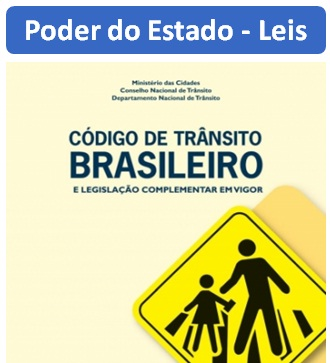 Poder do Estado - Leis
Ministério das Cidades
Conselho Nacional de Trânsito
Departamento Nacional de Trânsito
CÓDIGO DE TRÂNSITO
BRASILEIRO
E LEGISLAÇÃO COMPLEMENTAR EM VIGOR